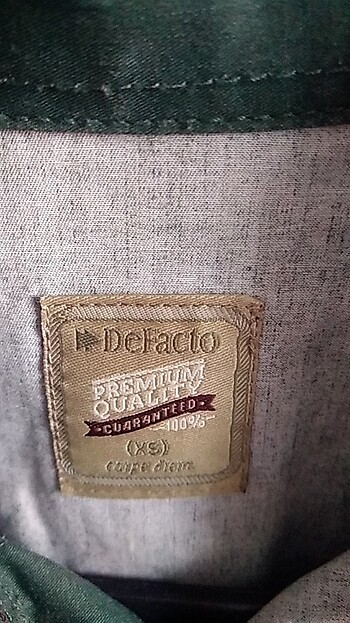 DeFacto
PREMIUM
QUALITY
GUARANTEED
100%
(XS)
carpe diem